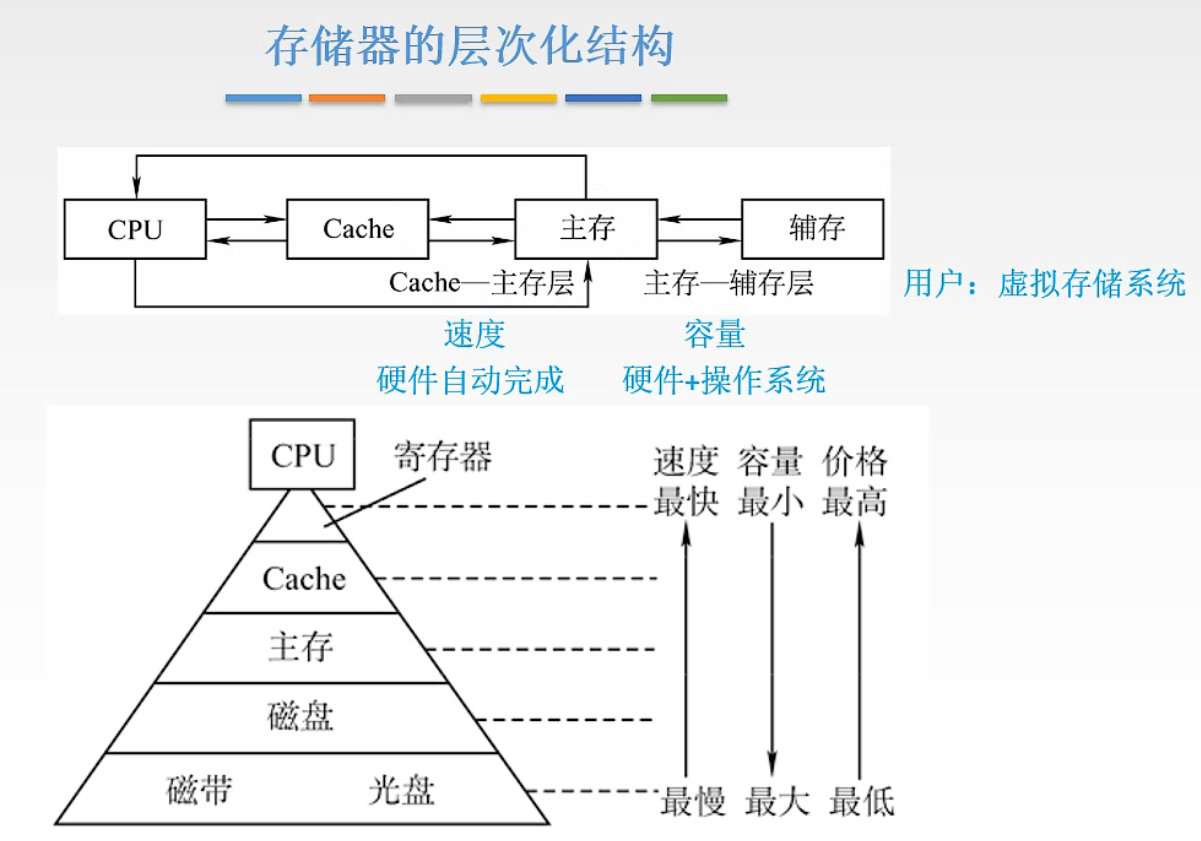 存储器的层次化结构
CPU
Cache
主存
辅存
Cache—主存层
主存—辅存层
用户：虚拟存储系统
速度
容量
硬件自动完成
硬件+操作系统
CPU
寄存器
速度 容量 价格
最快 最小 最高
Cache
主存
磁盘
磁带 光盘
最慢 最大 最低